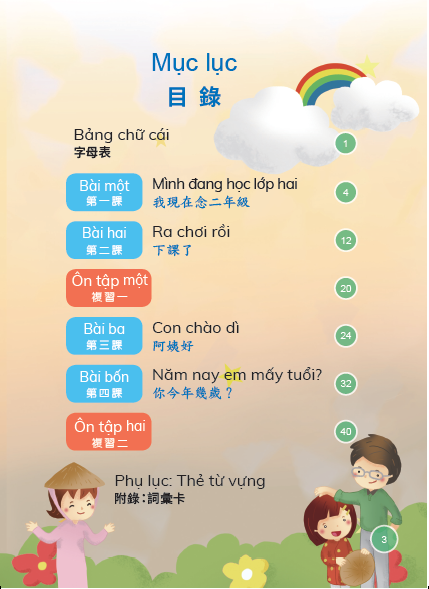 Mục lục
目錄
Bảng chữ cái
字母表
1
Bài một
第一課
Mình đang học lớp hai
我現在念二年級
4
Bài hai
第二課
Ra chơi rồi
下課了
12
Ôn tập một
複習一
20
Bài ba
第三課
Con chào dì
阿姨好
24
Bài bốn
第四課
Năm nay em mấy tuổi?
你今年幾歲？
32
Ôn tập hai
複習二
40
Phụ lục: Thẻ từ vựng
附錄：詞彙卡
3